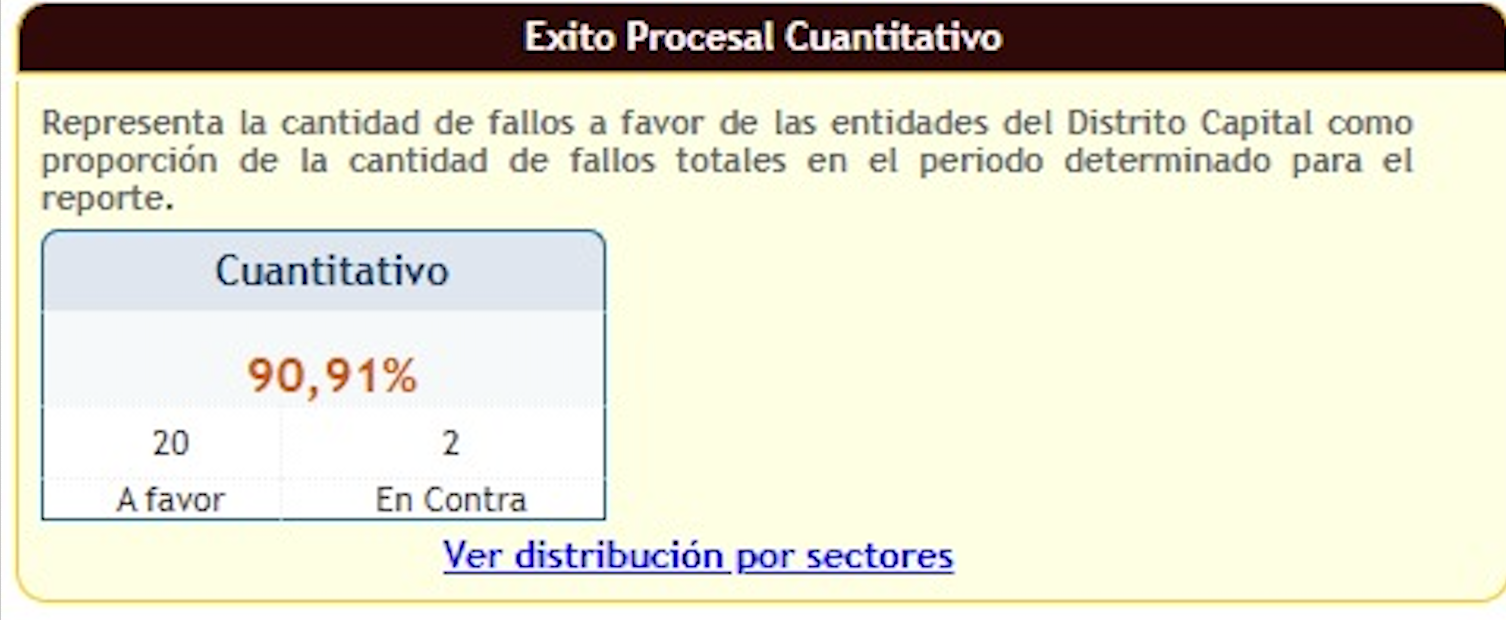 Exito Procesal Cuantitativo
Representa la cantidad de fallos a favor de las entidades del Distrito Capital como
proporción de la cantidad de fallos totales en el periodo determinado para el
reporte.
Cuantitativo
90,91%
20 2
A favor En Contra
Ver distribución por sectores